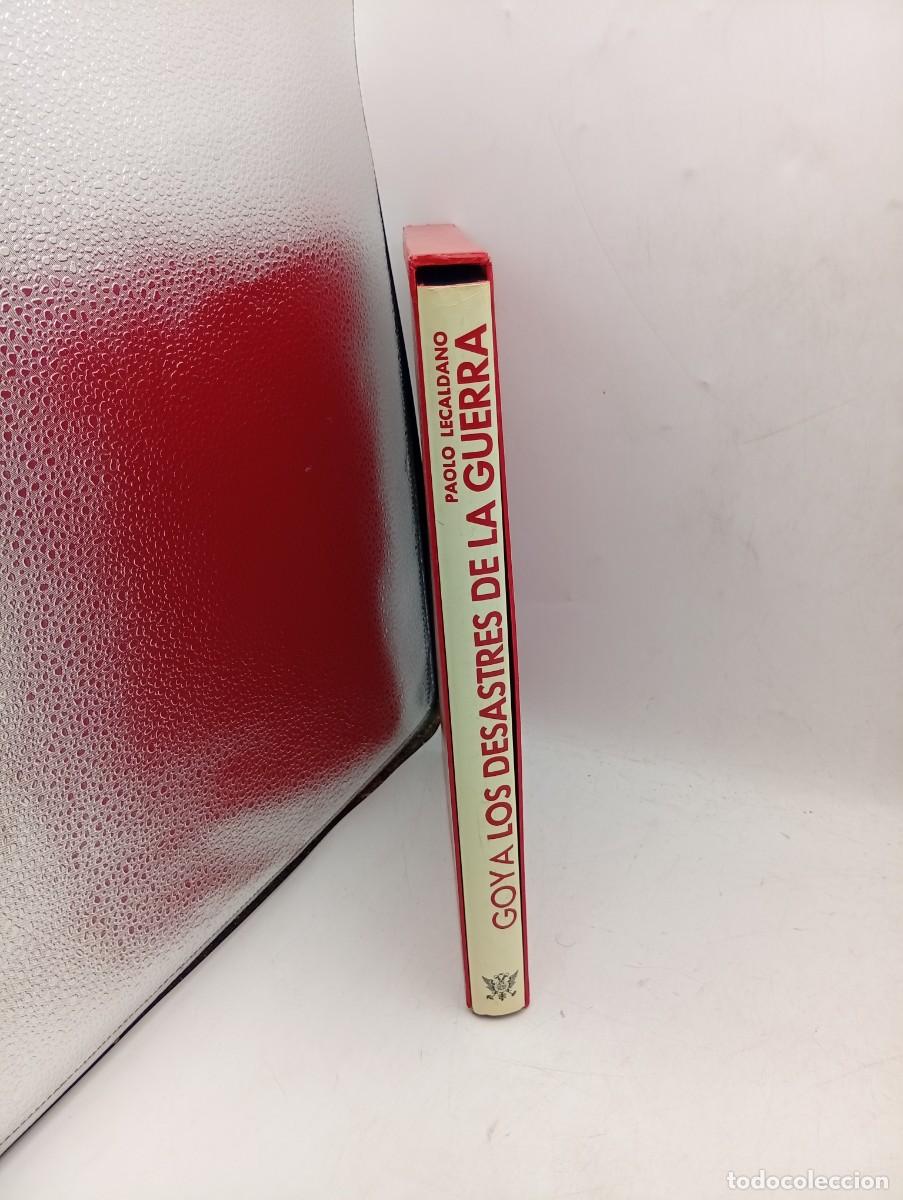 PAOLO LECALDANO
GOYA LOS DESASTRES DE LA GUERRA
todocoleccion